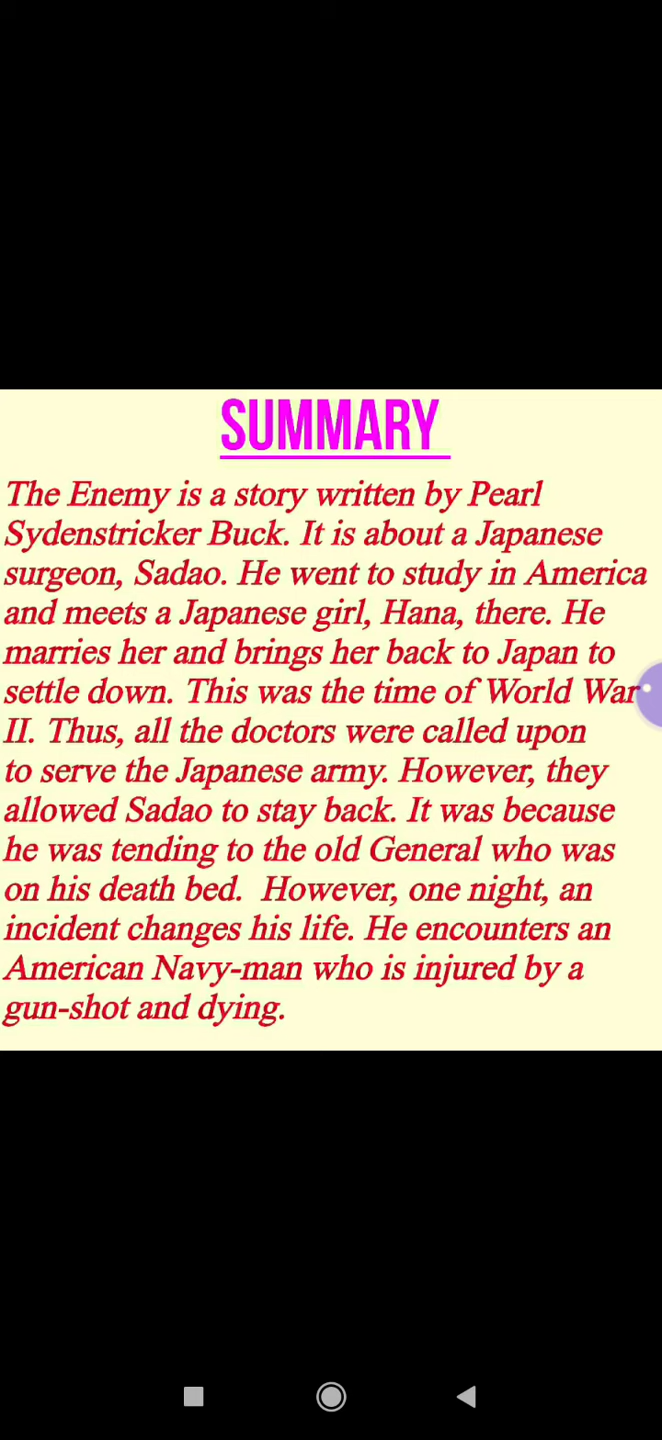 SUMMARY
The Enemy is a story written by Pearl
Sydenstricker Buck. It is about a Japanese
surgeon, Sadao. He went to study in America
and meets a Japanese girl, Hana, there. He
marries her and brings her back to Japan to
settle down. This was the time of World War
II. Thus, all the doctors were called upon
to serve the Japanese army. However, they
allowed Sadao to stay back. It was because
he was tending to the old General who was
on his death bed.  However, one night, an
incident changes his life. He encounters an
American Navy-man who is injured by a
gun-shot and dying.